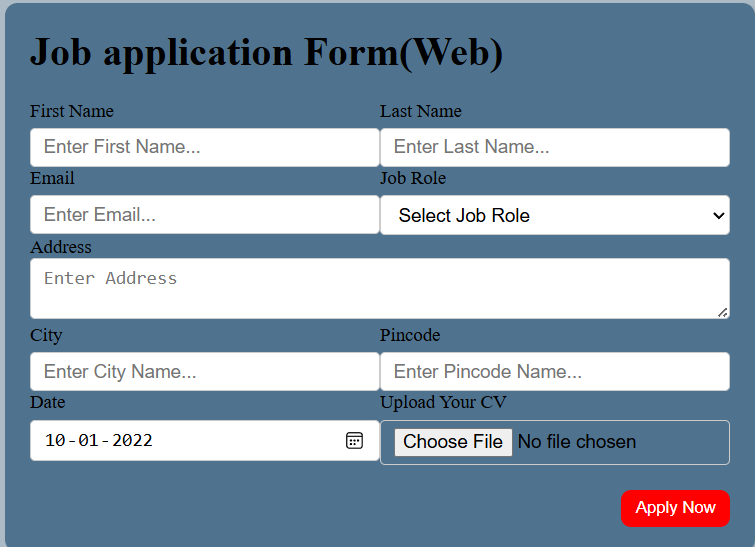 Job application Form(Web)
First Name Last Name
Enter First Name... Enter Last Name...
Email Job Role
Enter Email... Select Job Role
Address
Enter Address
City Pincode
Enter City Name... Enter Pincode Name...
Date Upload Your CV
10-01-2022 Choose File No file chosen
Apply Now